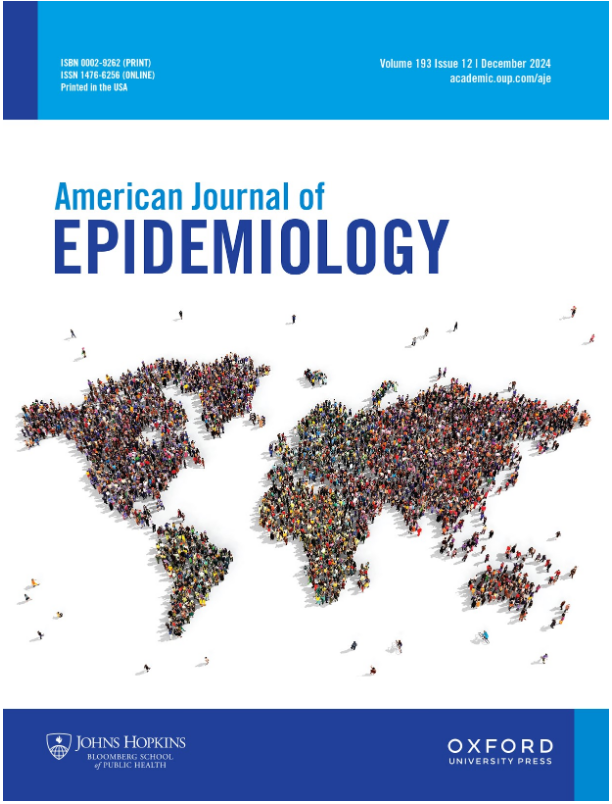 ISBN 0002-9262 (PRINT)
ISSN 1476-6256 (ONLINE)
Printed in the USA
Volume 193 Issue 12 | December 2024
academic.oup.com/aje
American Journal of
EPIDEMIOLOGY
JOHNS HOPKINS
BLOOMBERG SCHOOL
of PUBLIC HEALTH
OXFORD
UNIVERSITY PRESS